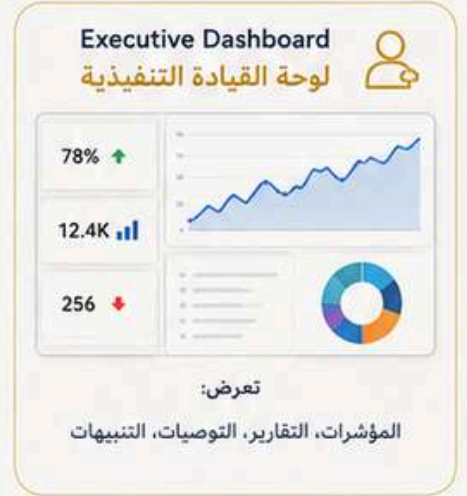 Executive Dashboard
لوحة القيادة التنفيذية
78%
12.4K
256
تعرض:
المؤشرات، التقارير، التوصيات، التنبيهات